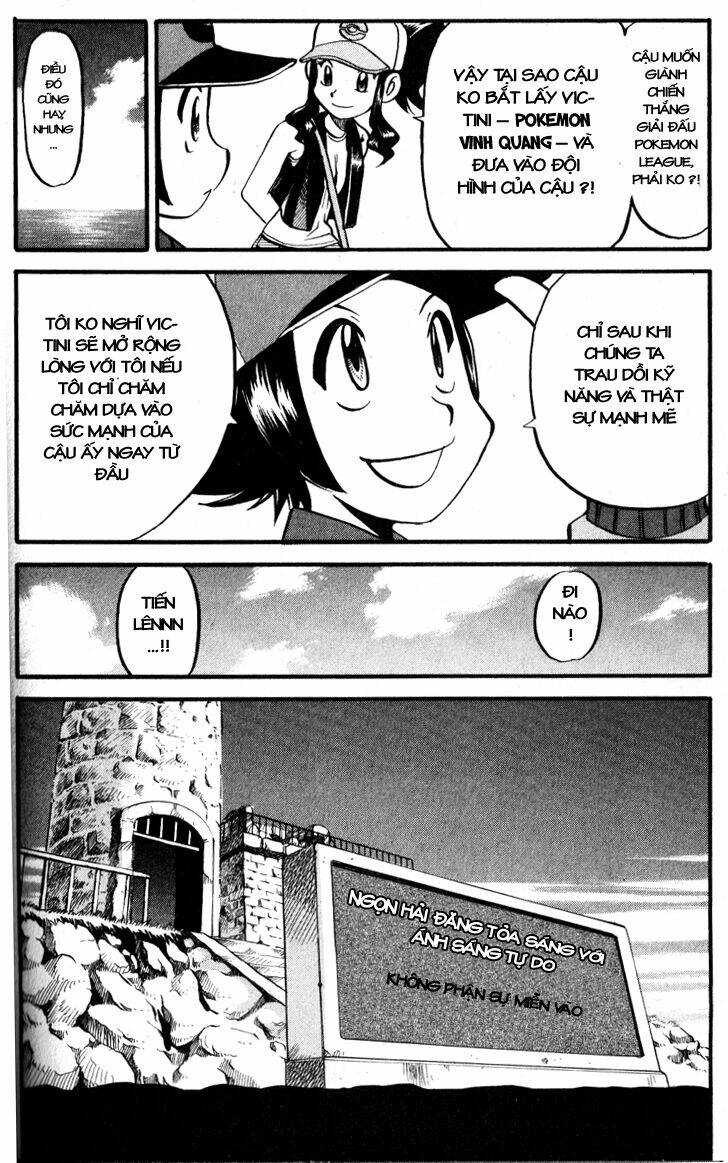 CẬU MUỐN
GIÀNH
CHIẾN
THẮNG
GIẢI ĐẤU
POKEMON
LEAGUE,
PHẢI KO ?!
VẬY TẠI SAO CẬU
KO BẮT LẤY VIC-
TINI – POKEMON
VINH QUANG – VÀ
ĐƯA VÀO ĐỘI
HÌNH CỦA CẬU ?!
ĐIỀU
ĐÓ
CŨNG
HAY
NHƯNG
...
CHỈ SAU KHI
CHÚNG TA
TRAU DỒI KỸ
NĂNG VÀ THẬT
SỰ MẠNH MẼ
TÔI KO NGHĨ VIC-
TINI SẼ MỞ RỘNG
LÒNG VỚI TÔI NẾU
TÔI CHỈ CHĂM
CHĂM DỰA VÀO
SỨC MẠNH CỦA
CẬU ẤY NGAY TỪ
ĐẦU
ĐI
NÀO
!
TIẾN
LÊNNN
...!!
NGỌN HẢI ĐĂNG TỎA SÁNG VỚI
ÁNH SÁNG TỰ DO
KHÔNG PHẬN SỰ MIỄN VÀO